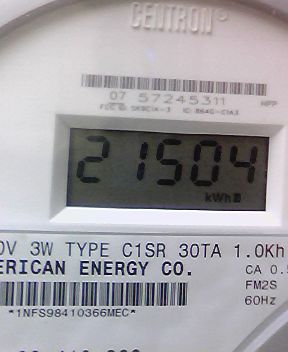 CENTRON®
07 57245311
HPP
21504
kWh
0V 3W TYPE C1SR 30TA 1.0Kh
ERICAN ENERGY CO.
CA 0.5
FM2S
60Hz
*1NFS98410366MEC*